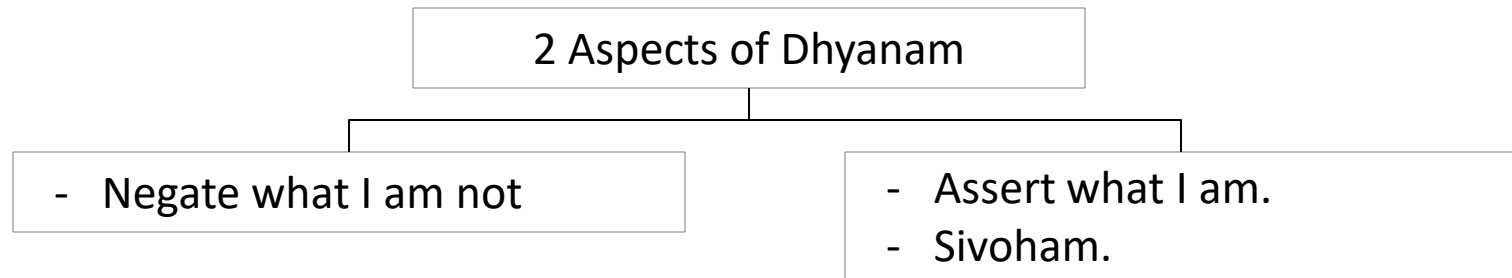 2 Aspects of Dhyanam
- Negate what I am not
- Assert what I am.
- Sivoham.